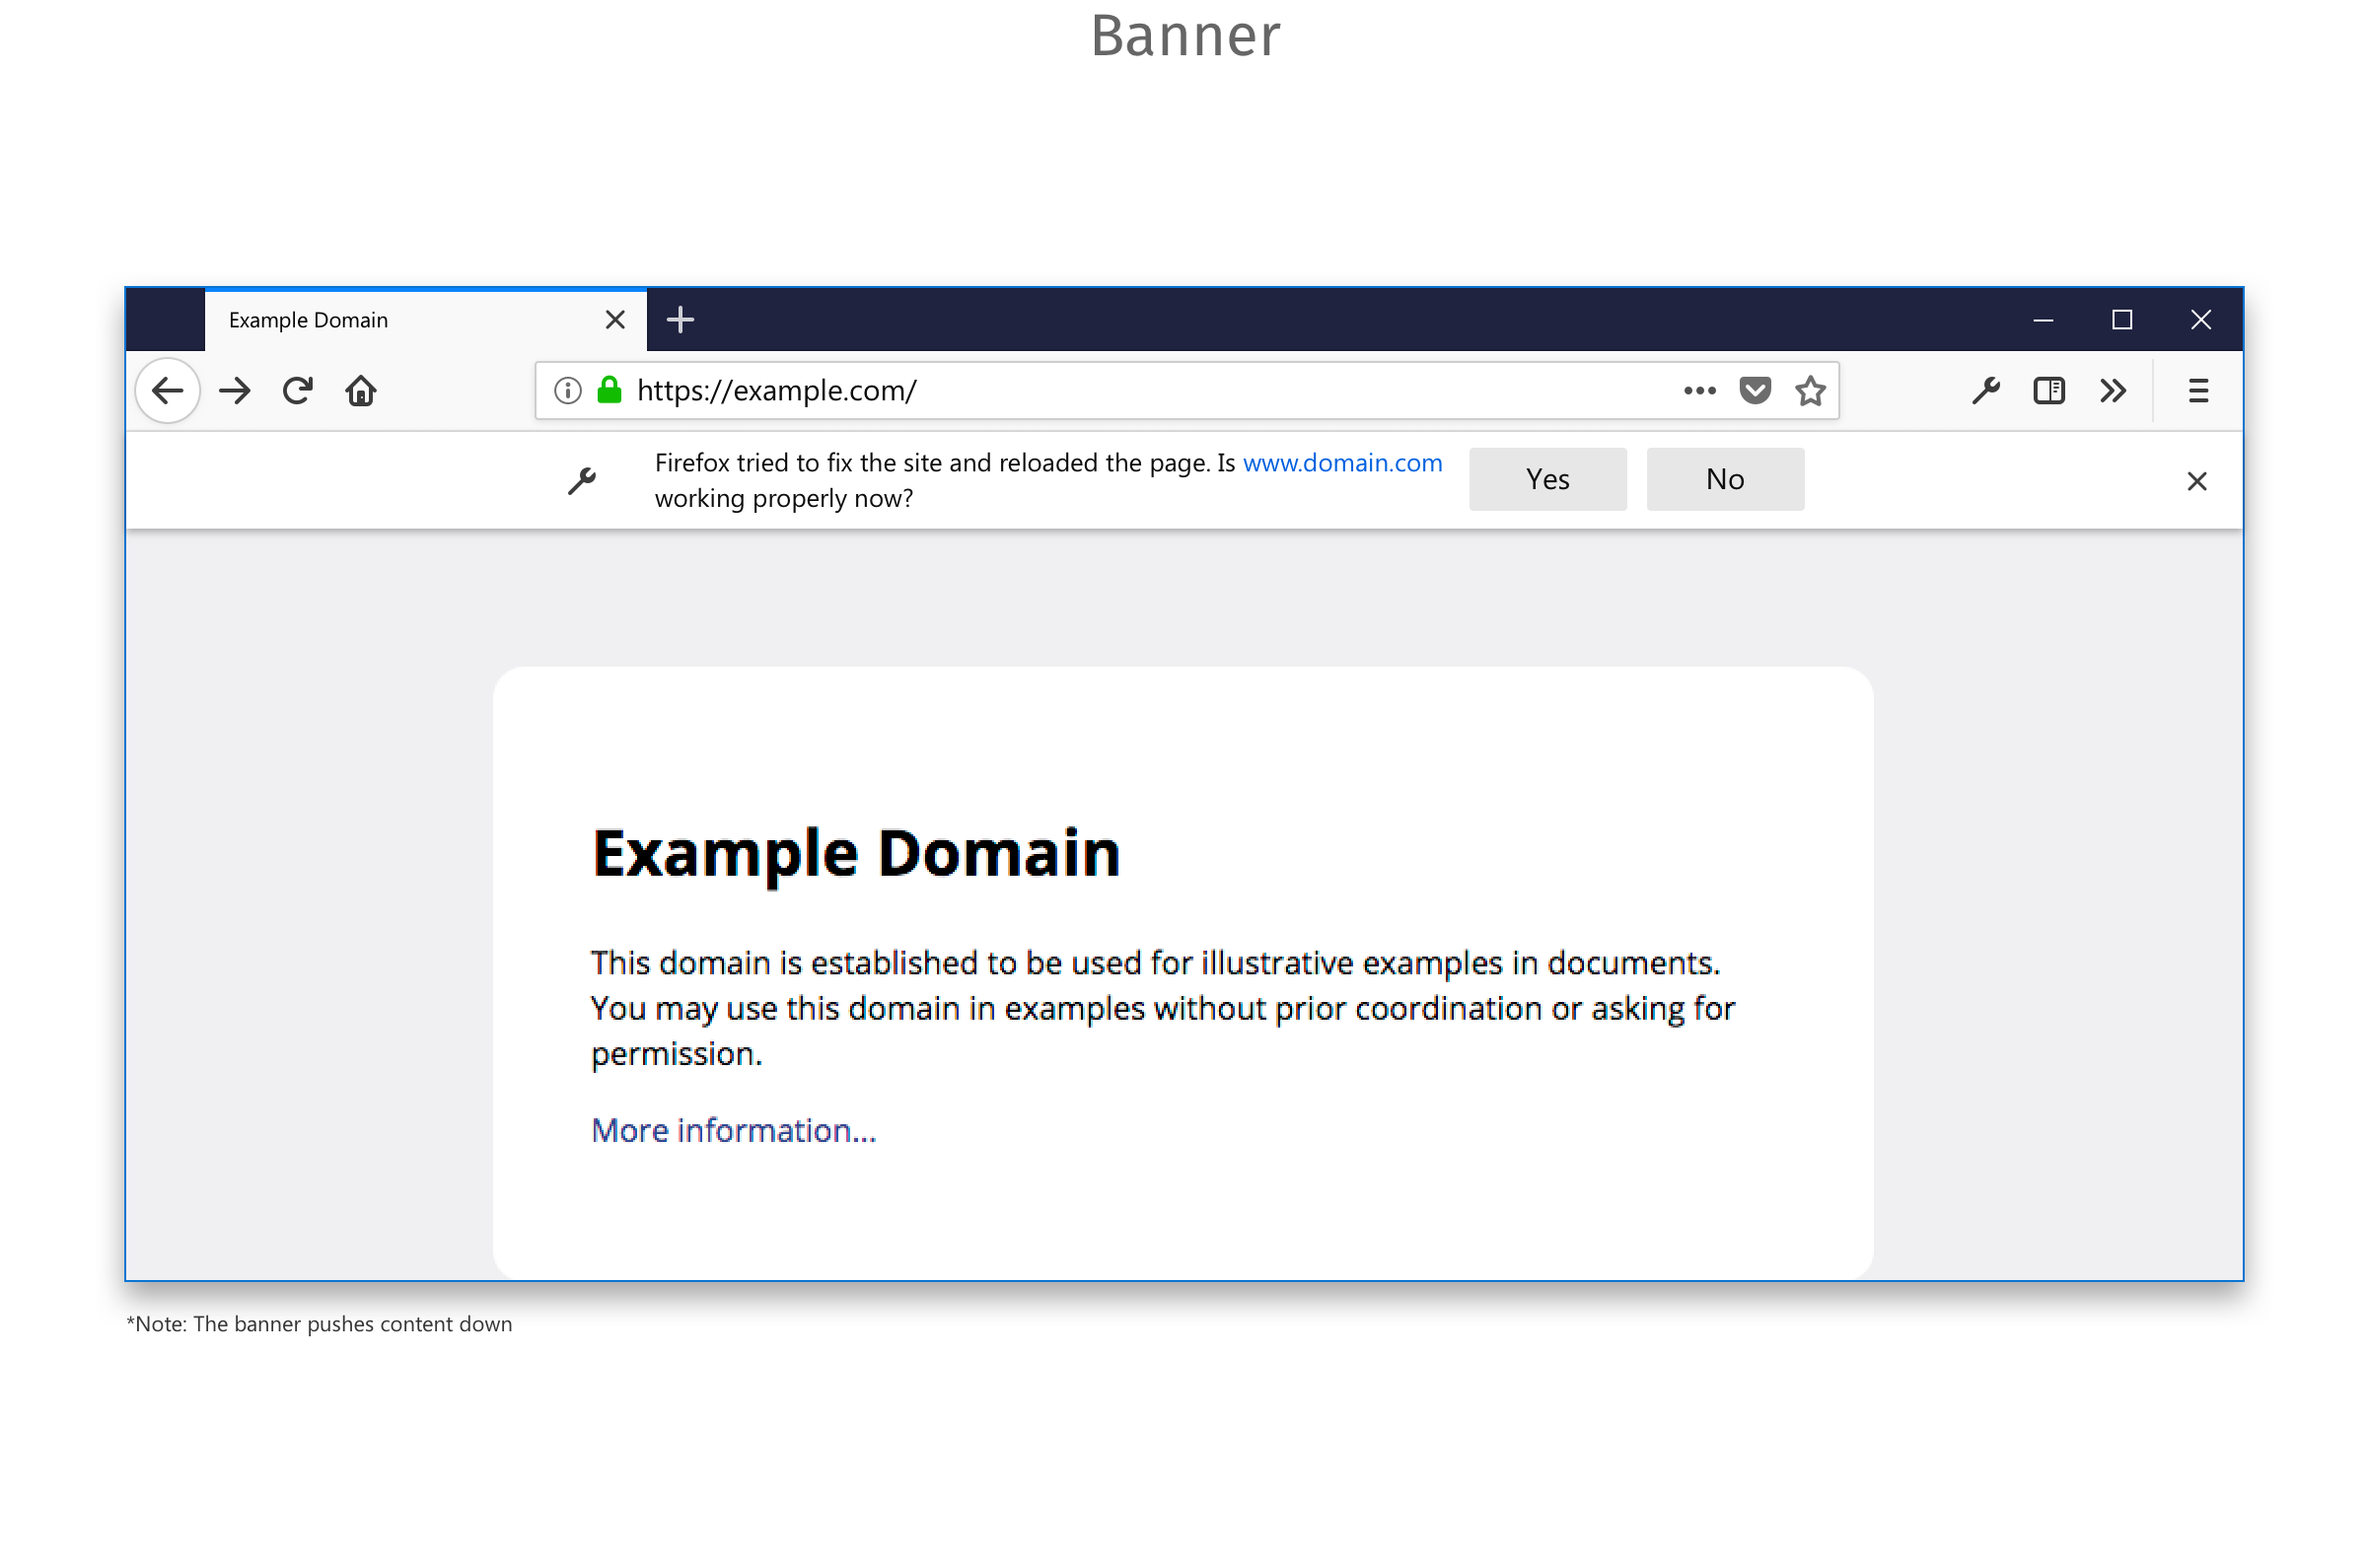 Banner
Example Domain
https://example.com/
Firefox tried to fix the site and reloaded the page. Is www.domain.com
working properly now?
Yes
No
Example Domain
This domain is established to be used for illustrative examples in documents.
You may use this domain in examples without prior coordination or asking for
permission.
More information...
*Note: The banner pushes content down